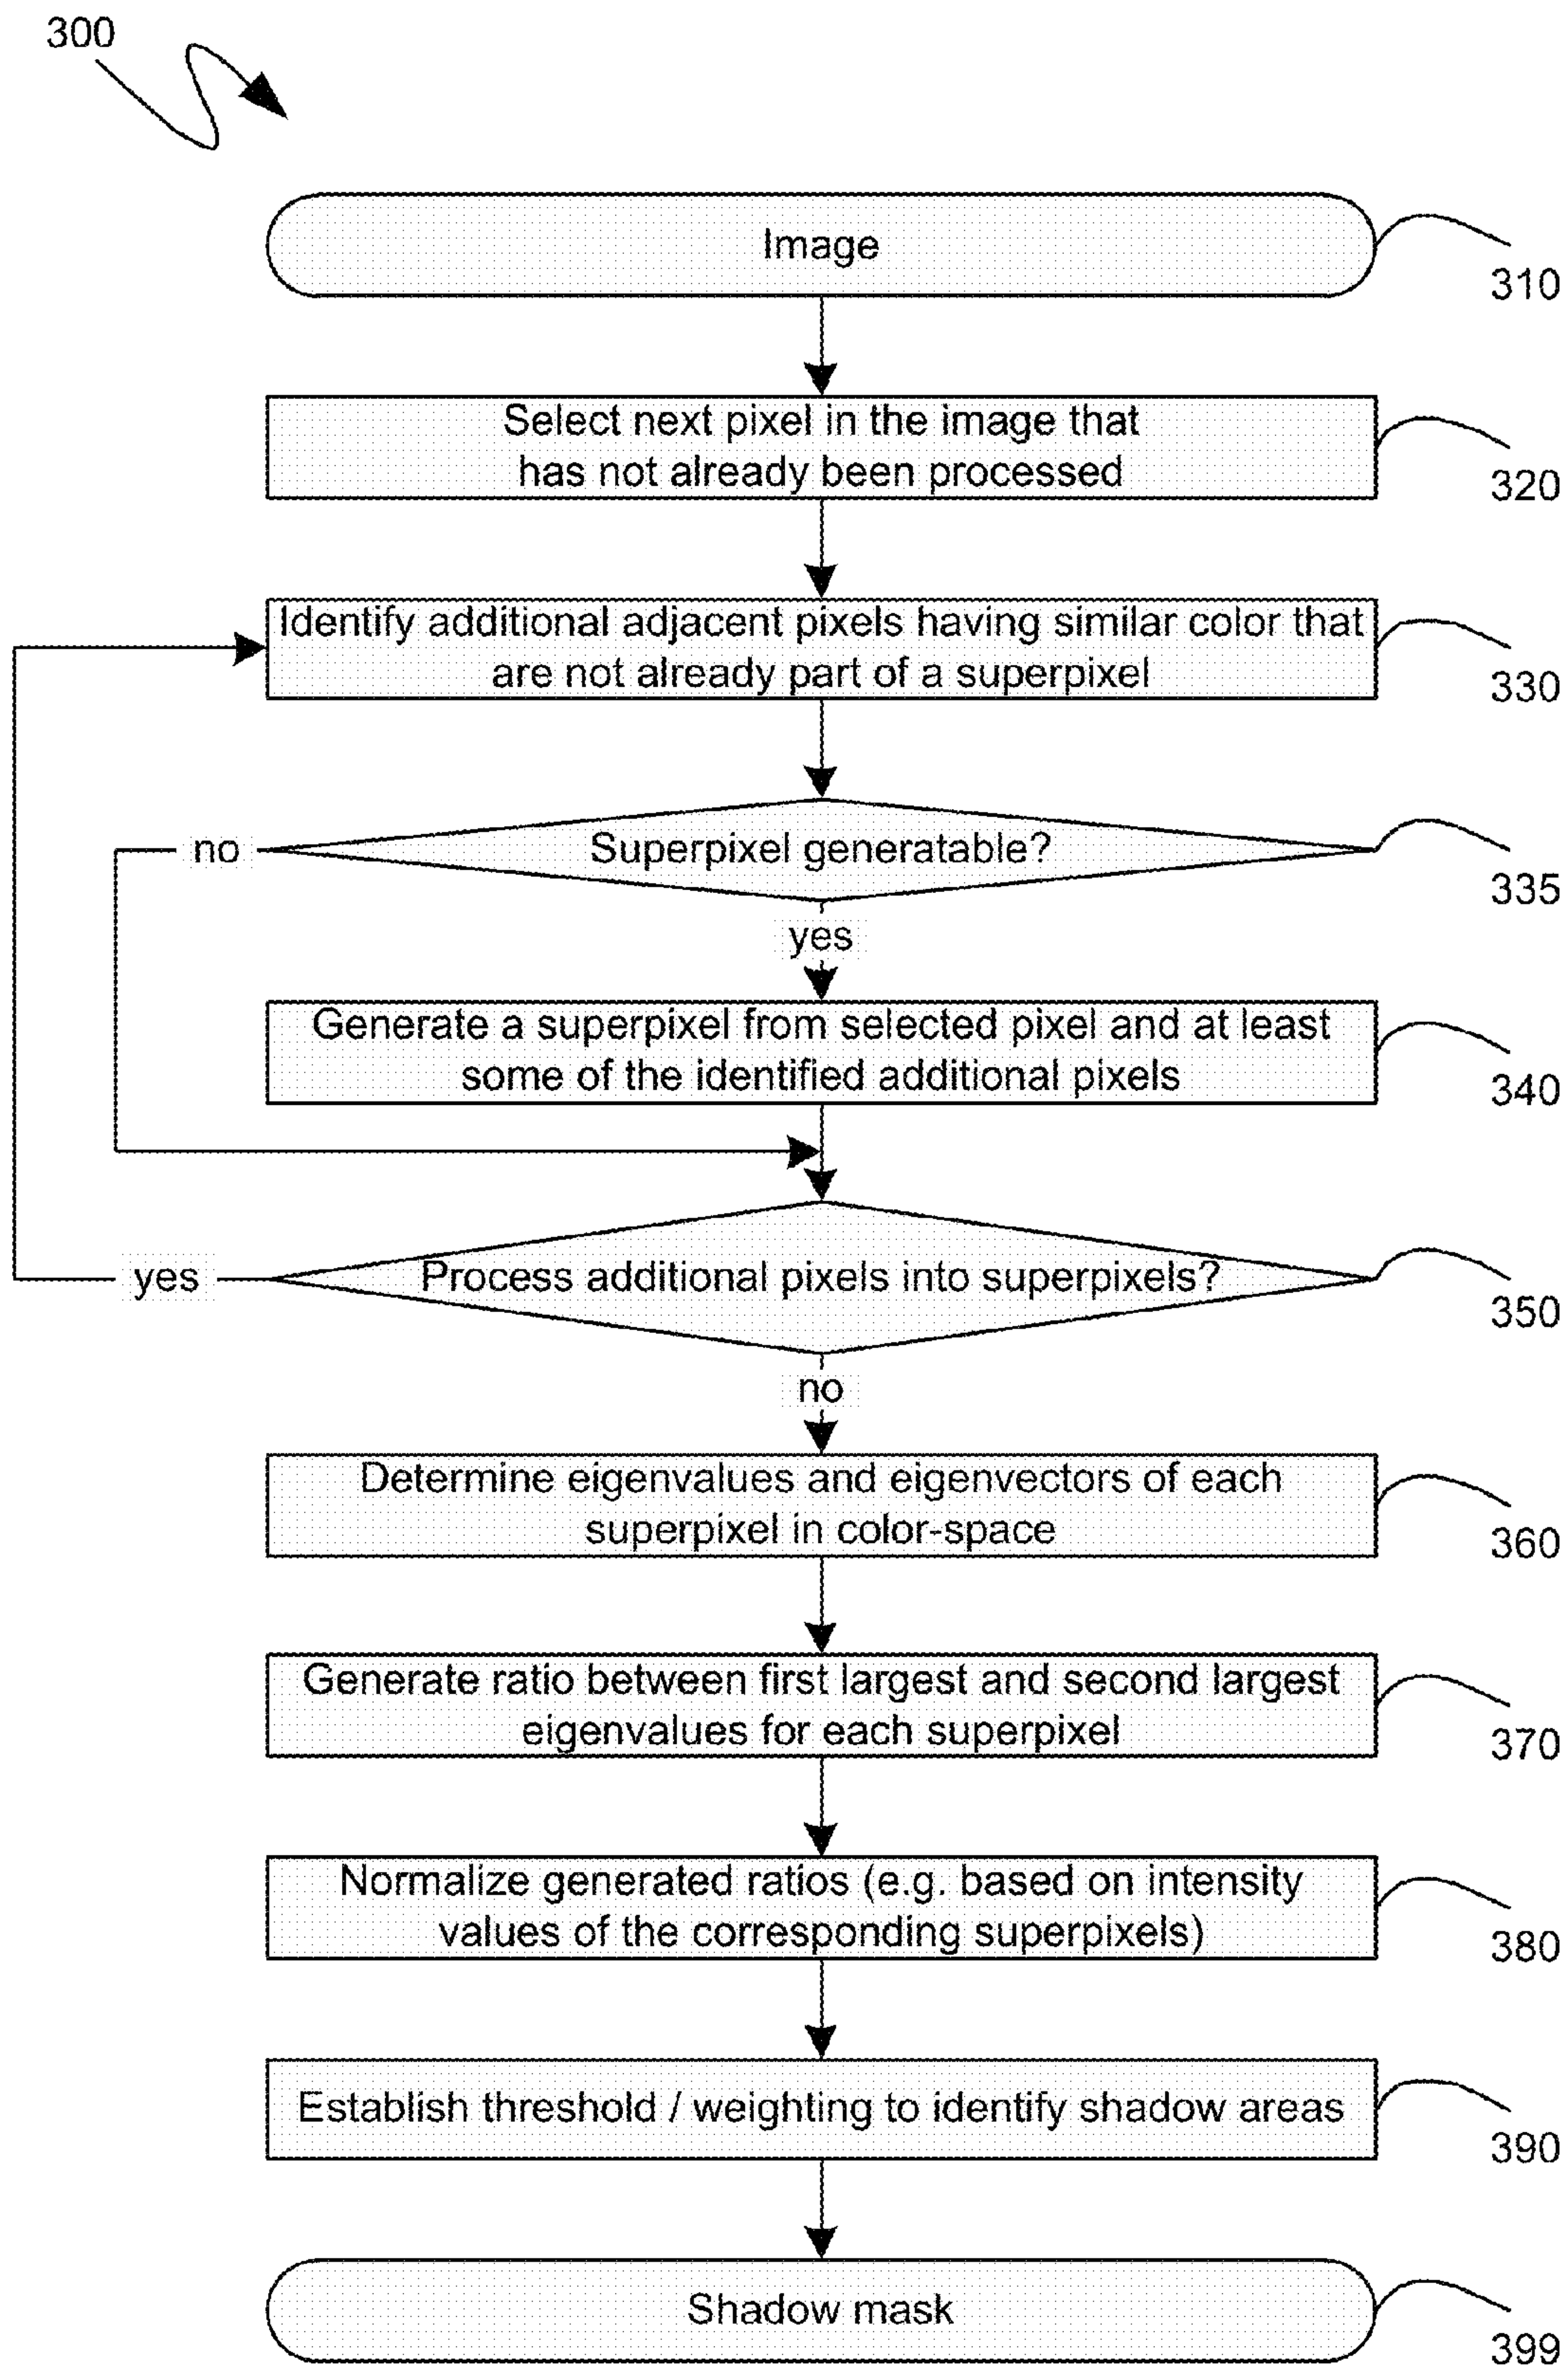 300
Image
310
Select next pixel in the image that
has not already been processed
320
Identify additional adjacent pixels having similar color that
are not already part of a superpixel
330
Superpixel generatable?
no
335
yes
Generate a superpixel from selected pixel and at least
some of the identified additional pixels
340
Process additional pixels into superpixels?
yes
350
no
Determine eigenvalues and eigenvectors of each
superpixel in color-space
360
Generate ratio between first largest and second largest
eigenvalues for each superpixel
370
Normalize generated ratios (e.g. based on intensity
values of the corresponding superpixels)
380
Establish threshold / weighting to identify shadow areas
390
Shadow mask
399